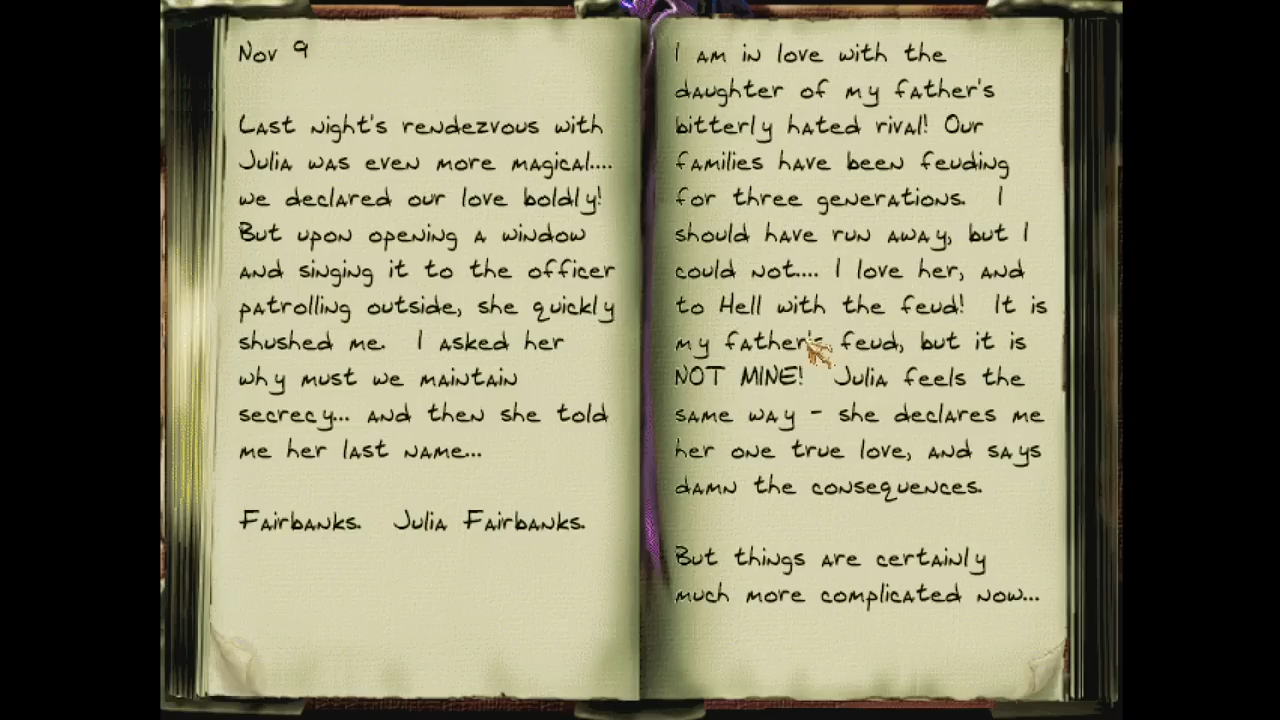 Nov 9
Last night's rendezvous with
Julia was even more magical....
we declared our love boldly!
But upon opening a window
and singing it to the officer
patrolling outside, she quickly
shushed me. I asked her
why must we maintain
secrecy... and then she told
me her last name...
Fairbanks. Julia Fairbanks.
I am in love with the
daughter of my father's
bitterly hated rival! Our
families have been feuding
for three generations. I
should have run away, but I
could not.... I love her, and
to Hell with the feud! It is
my father's feud, but it is
NOT MINE! Julia feels the
same way - she declares me
her one true love, and says
damn the consequences.
But things are certainly
much more complicated now...